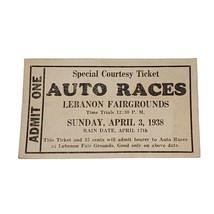 ADMIT ONE
Special Courtesy Ticket
AUTO RACES
LEBANON FAIRGROUNDS
Time Trials 12:30 P. M.
SUNDAY, APRIL 3, 1938
RAIN DATE, APRIL 17th
This Ticket and 35 cents will admit bearer to Auto Races
at Lebanon Fair Grounds. Good only on above date.